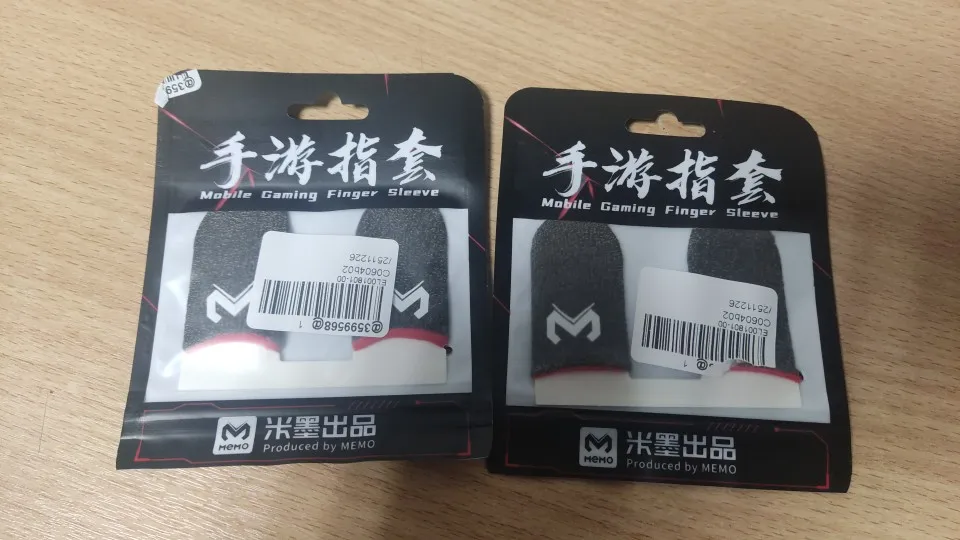 @359
手游指套
Mobile Gaming Finger Sleeve
@3599568@ 1
EL001801-00
C0604b02
/2511226
MEMO
米墨出品
Produced by MEMO
手游指套
Mobile Gaming Finger Sleeve
@ 1
EL001801-00
C0604b02
/2511226
MEMO
米墨出品
Produced by MEMO